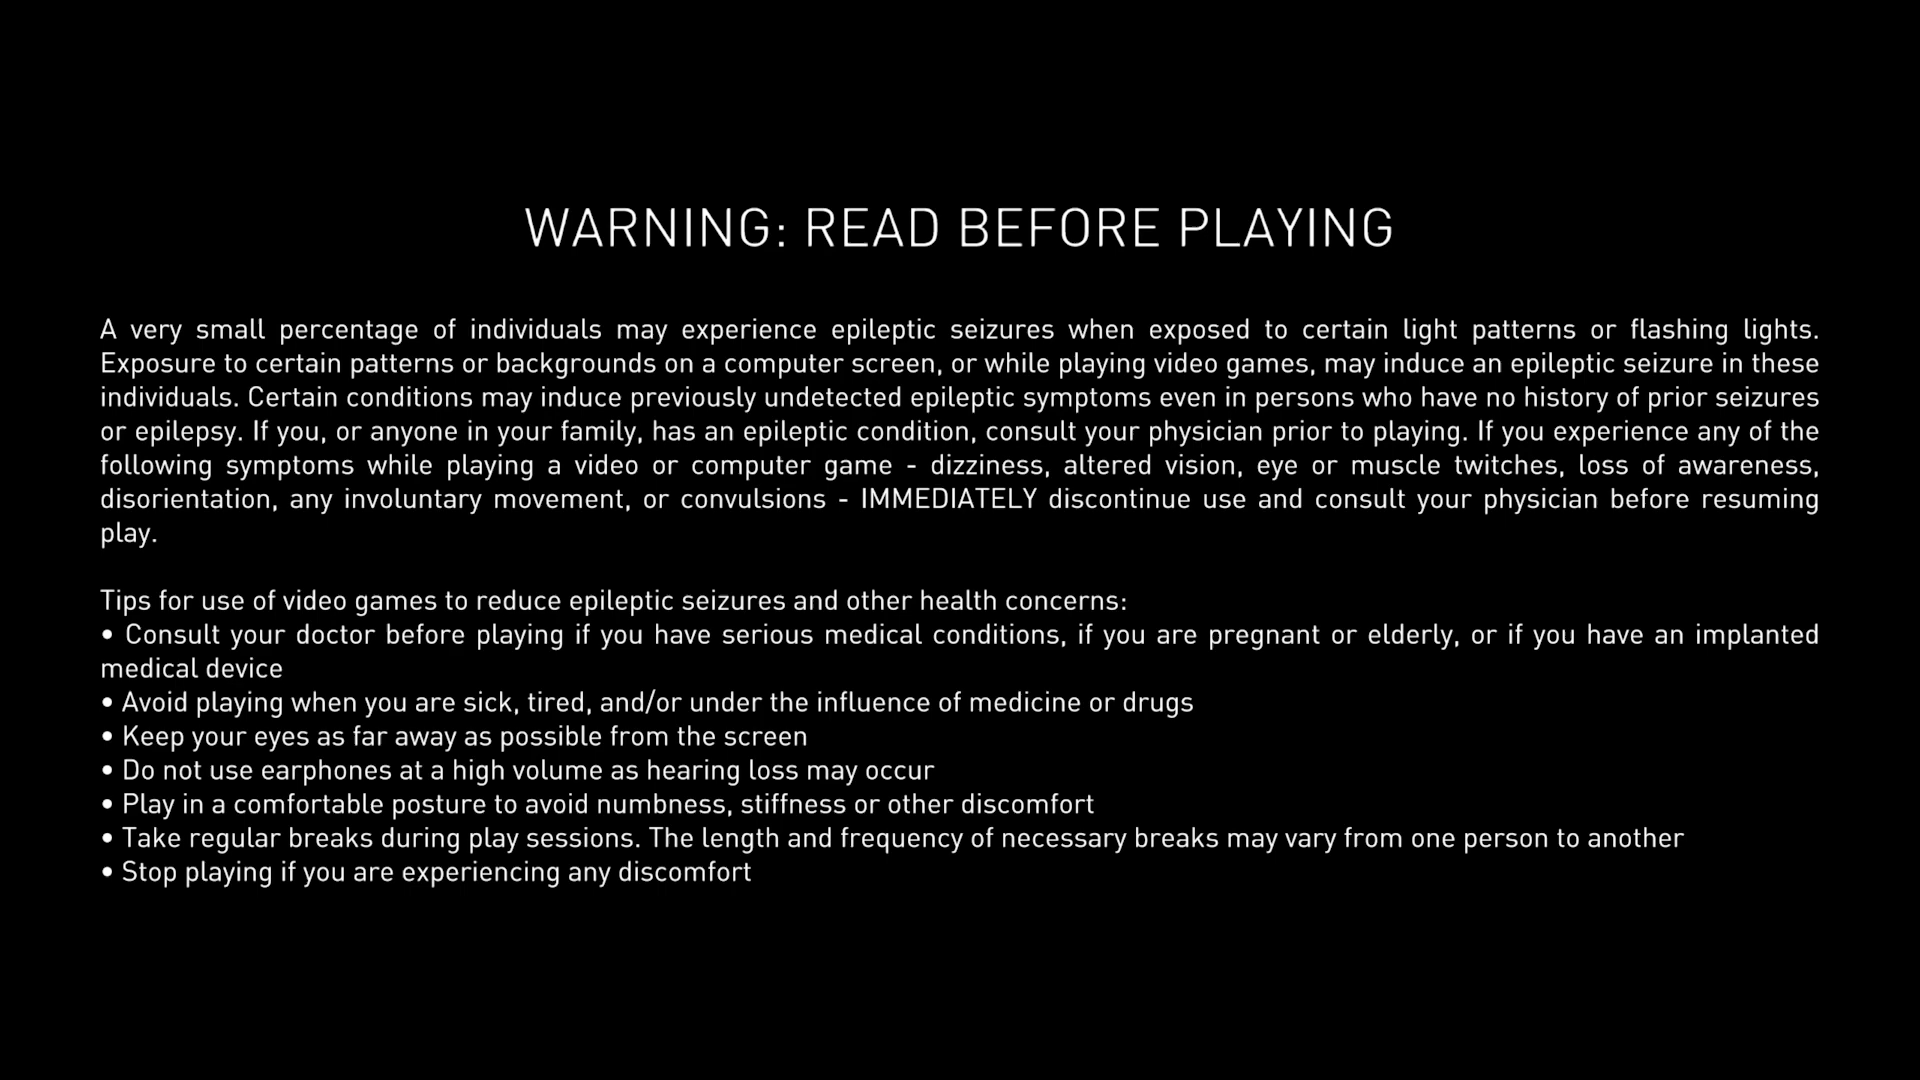 WARNING: READ BEFORE PLAYING
A very small percentage of individuals may experience epileptic seizures when exposed to certain light patterns or flashing lights.
Exposure to certain patterns or backgrounds on a computer screen, or while playing video games, may induce an epileptic seizure in these
individuals. Certain conditions may induce previously undetected epileptic symptoms even in persons who have no history of prior seizures
or epilepsy. If you, or anyone in your family, has an epileptic condition, consult your physician prior to playing. If you experience any of the
following symptoms while playing a video or computer game - dizziness, altered vision, eye or muscle twitches, loss of awareness,
disorientation, any involuntary movement, or convulsions - IMMEDIATELY discontinue use and consult your physician before resuming
play.
Tips for use of video games to reduce epileptic seizures and other health concerns:
• Consult your doctor before playing if you have serious medical conditions, if you are pregnant or elderly, or if you have an implanted
medical device
• Avoid playing when you are sick, tired, and/or under the influence of medicine or drugs
• Keep your eyes as far away as possible from the screen
• Do not use earphones at a high volume as hearing loss may occur
• Play in a comfortable posture to avoid numbness, stiffness or other discomfort
• Take regular breaks during play sessions. The length and frequency of necessary breaks may vary from one person to another
• Stop playing if you are experiencing any discomfort